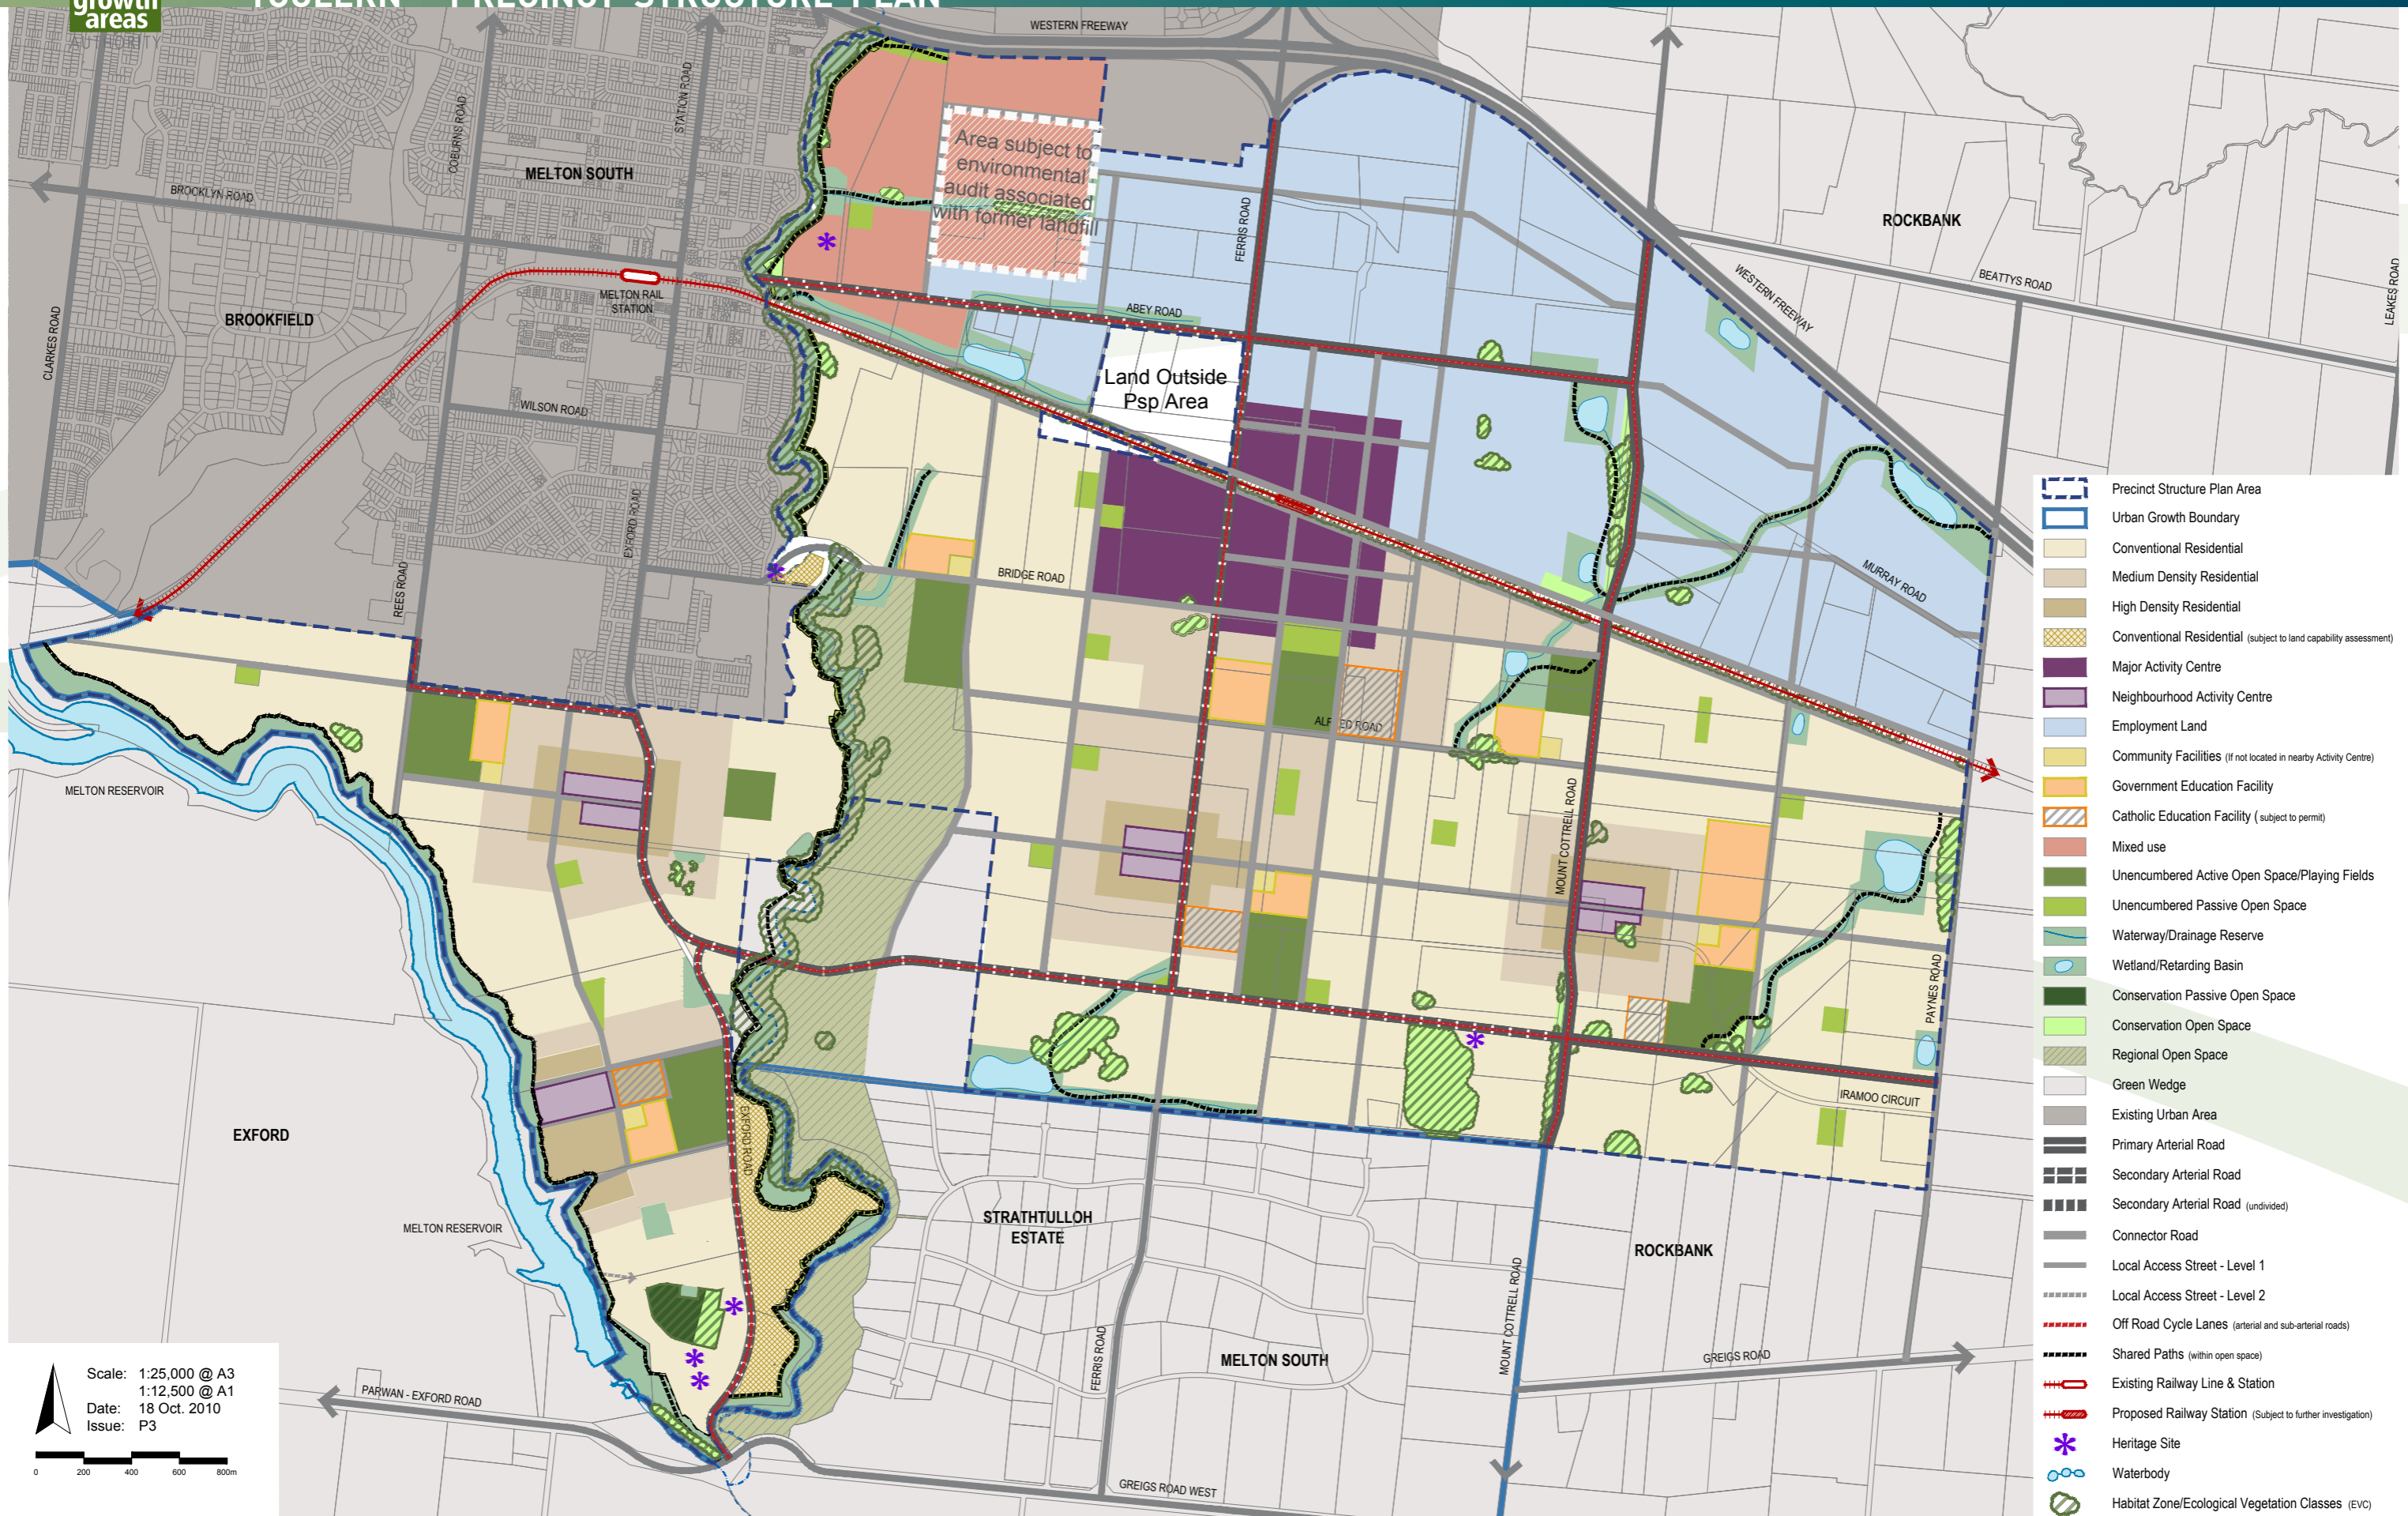 growth
areas
AUTHORITY
TOOLERN - PRECINCT STRUCTURE PLAN
WESTERN FREEWAY
COBURNS ROAD
STATION ROAD
MELTON SOUTH
BROOKLYN ROAD
Area subject to
environmental
audit associated
with former landfill
FERRIS ROAD
ROCKBANK
BEATTYS ROAD
WESTERN FREEWAY
LEAKES ROAD
MELTON RAIL
STATION
BROOKFIELD
CLARKES ROAD
ABEY ROAD
Land Outside
Psp Area
WILSON ROAD
EXFORD ROAD
REES ROAD
BRIDGE ROAD
MURRAY ROAD
ALFRED ROAD
MELTON RESERVOIR
MOUNT COTTRELL ROAD
PAYNES ROAD
IRAMOO CIRCUIT
EXFORD
EXFORD ROAD
MELTON RESERVOIR
STRATHTULLOH
ESTATE
ROCKBANK
MOUNT COTTRELL ROAD
FERRIS ROAD
MELTON SOUTH
GREIGS ROAD
PARWAN - EXFORD ROAD
GREIGS ROAD WEST
Scale: 1:25,000 @ A3
1:12,500 @ A1
Date: 18 Oct. 2010
Issue: P3
0 200 400 600 800m
Precinct Structure Plan Area
Urban Growth Boundary
Conventional Residential
Medium Density Residential
High Density Residential
Conventional Residential (subject to land capability assessment)
Major Activity Centre
Neighbourhood Activity Centre
Employment Land
Community Facilities (If not located in nearby Activity Centre)
Government Education Facility
Catholic Education Facility ( subject to permit)
Mixed use
Unencumbered Active Open Space/Playing Fields
Unencumbered Passive Open Space
Waterway/Drainage Reserve
Wetland/Retarding Basin
Conservation Passive Open Space
Conservation Open Space
Regional Open Space
Green Wedge
Existing Urban Area
Primary Arterial Road
Secondary Arterial Road
Secondary Arterial Road (undivided)
Connector Road
Local Access Street - Level 1
Local Access Street - Level 2
Off Road Cycle Lanes (arterial and sub-arterial roads)
Shared Paths (within open space)
Existing Railway Line & Station
Proposed Railway Station (Subject to further investigation)
Heritage Site
Waterbody
Habitat Zone/Ecological Vegetation Classes (EVC)